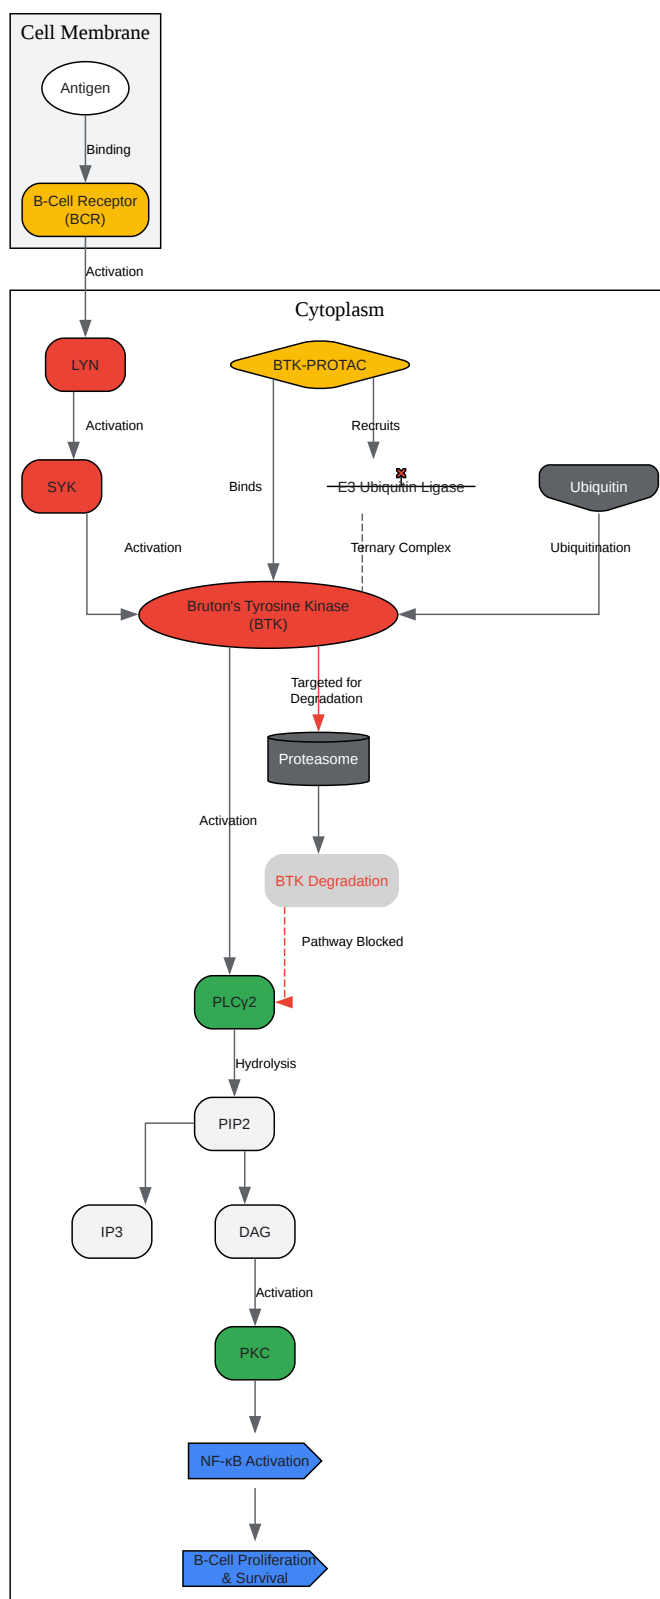 Cell Membrane
Antigen
Binding
B-Cell Receptor
(BCR)
Activation
Cytoplasm
LYN
BTK-PROTAC
Activation
Recruits
SYK
Binds
E3 Ubiquitin Ligase
Ubiquitin
Activation
Ternary Complex
Ubiquitination
Bruton's Tyrosine Kinase
(BTK)
Targeted for
Degradation
Proteasome
Activation
BTK Degradation
Pathway Blocked
PLCγ2
Hydrolysis
PIP2
IP3
DAG
Activation
PKC
NF-κB Activation
B-Cell Proliferation
& Survival